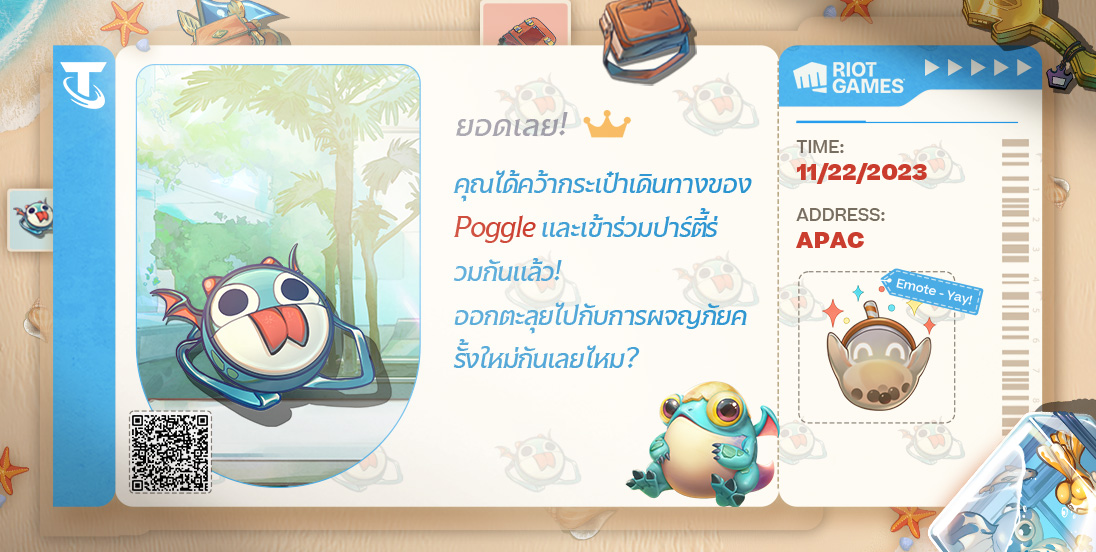 ยอดเลย!
คุณได้คว้ากระเป๋าเดินทางของ
Poggle และเข้าร่วมปาร์ตี้ร่
วมกันแล้ว!
ออกตะลุยไปกับการผจญภัยค
รั้งใหม่กันเลยไหม?
RIOT
GAMES
TIME:
11/22/2023
ADDRESS:
APAC
Emote - Yay!